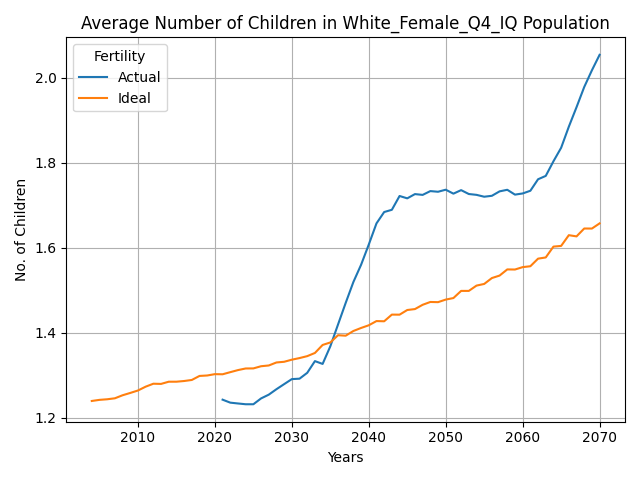 Average Number of Children in White_Female_Q4_IQ Population
Fertility
Actual
Ideal
No. of Children
2.0
1.8
1.6
1.4
1.2
2010 2020 2030 2040 2050 2060 2070
Years